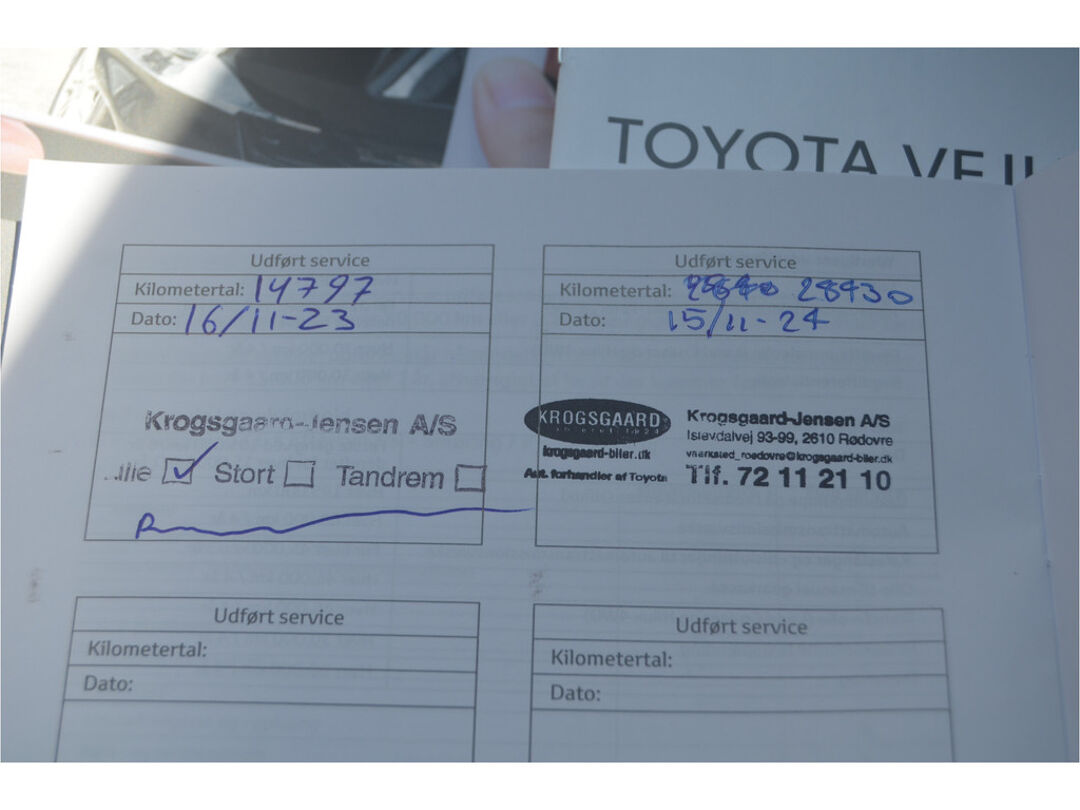 TOYOTA VEJ
Udført service
Kilometertal: 14797
Dato: 16/11-23
Krogsgaard-Jensen A/S
Stort
Tandrem
Udført service
Kilometertal: 28430
Dato: 15/11-24
KROGSGAARD
krogsgaard-biler.dk
Aut. forhandler af Toyota
Krogsgaard-Jensen A/S
Islevdalvej 93-99, 2610 Rødovre
vaerksted_roedovre@krogsgaard-biler.dk
Tlf. 72 11 21 10
Udført service
Kilometertal:
Dato:
Udført service
Kilometertal:
Dato: